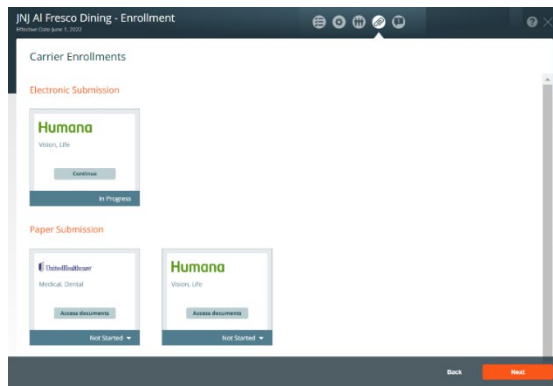 JNJ Al Fresco Dining - Enrollment
Effective Date June 1, 2022
Carrier Enrollments
Electronic Submission
Humana
Vision, Life
Continue
In Progress
Paper Submission
UnitedHealthcare
Medical, Dental
Access documents
Not Started
Humana
Vision, Life
Access documents
Not Started
Back
Next